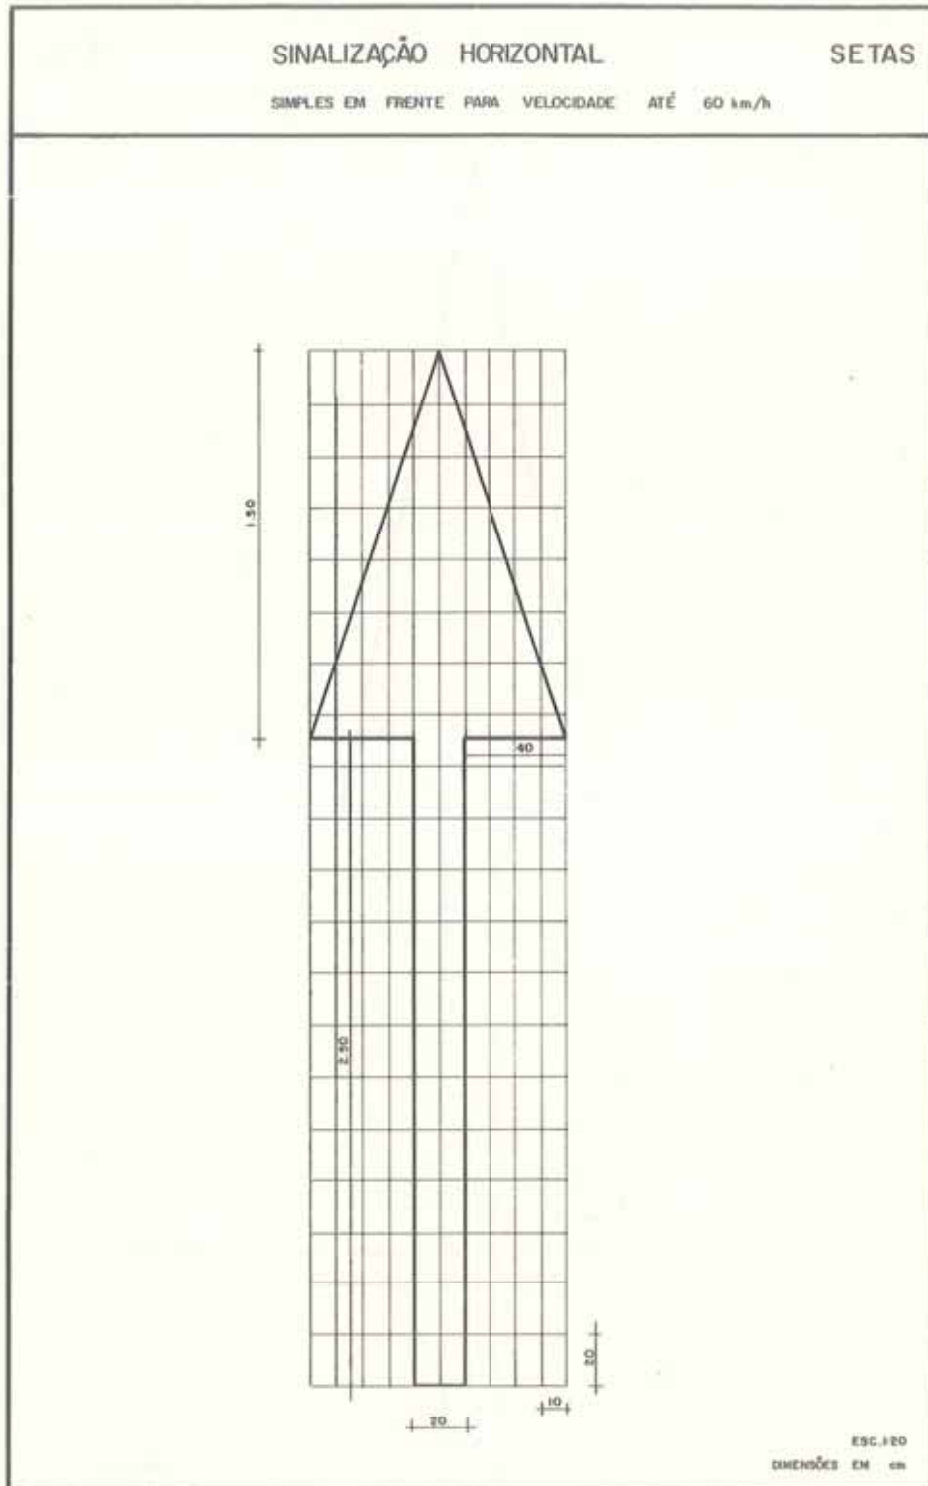 SINALIZAÇÃO HORIZONTAL SETAS
SIMPLES EM FRENTE PARA VELOCIDADE ATÉ 60 km/h
1.50
40
2.50
20
10
20
ESC.1:20
DIMENSÕES EM cm